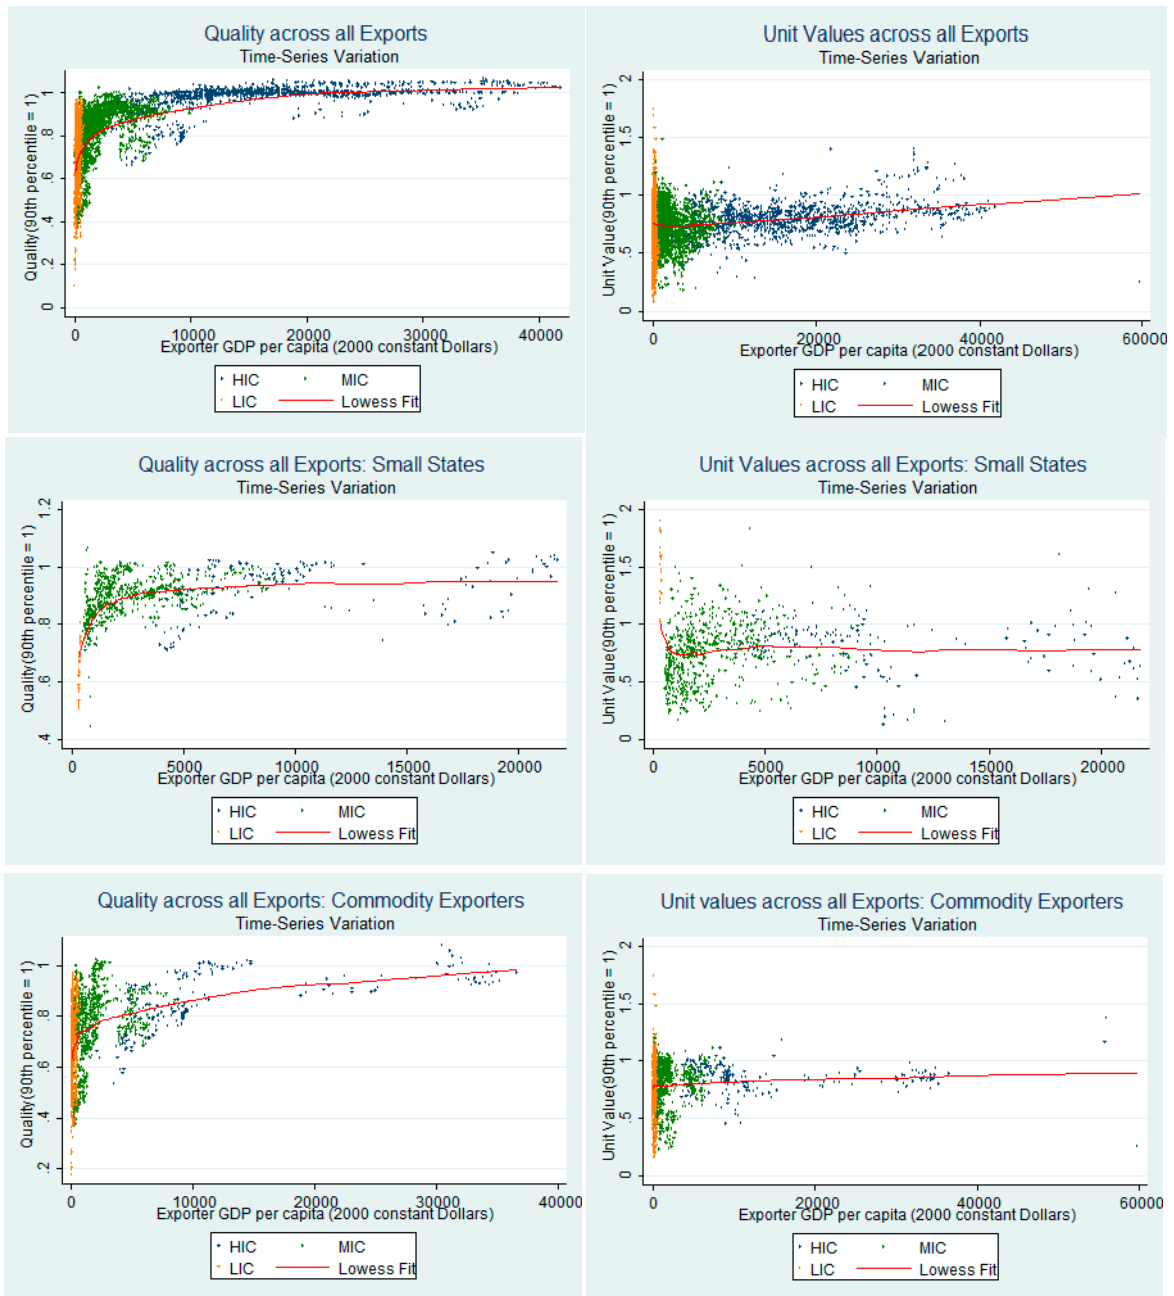 Quality across all Exports
Time-Series Variation
Quality(90th percentile = 1)
1
.8
.6
.4
.2
0
0 10000 20000 30000 40000
Exporter GDP per capita (2000 constant Dollars)
HIC MIC
LIC Lowess Fit
Unit Values across all Exports
Time-Series Variation
Unit Value(90th percentile = 1)
2
1.5
1
.5
0
0 20000 40000 60000
Exporter GDP per capita (2000 constant Dollars)
HIC MIC
LIC Lowess Fit
Quality across all Exports: Small States
Time-Series Variation
Quality(90th percentile = 1)
1.2
1
.8
.6
.4
0 5000 10000 15000 20000
Exporter GDP per capita (2000 constant Dollars)
HIC MIC
LIC Lowess Fit
Unit Values across all Exports: Small States
Time-Series Variation
Unit Value(90th percentile = 1)
2
1.5
1
.5
0
0 5000 10000 15000 20000
Exporter GDP per capita (2000 constant Dollars)
HIC MIC
LIC Lowess Fit
Quality across all Exports: Commodity Exporters
Time-Series Variation
Quality(90th percentile = 1)
1
.8
.6
.4
.2
0 10000 20000 30000 40000
Exporter GDP per capita (2000 constant Dollars)
HIC MIC
LIC Lowess Fit
Unit values across all Exports: Commodity Exporters
Time-Series Variation
Unit Value(90th percentile = 1)
2
1.5
1
.5
0
0 20000 40000 60000
Exporter GDP per capita (2000 constant Dollars)
HIC MIC
LIC Lowess Fit